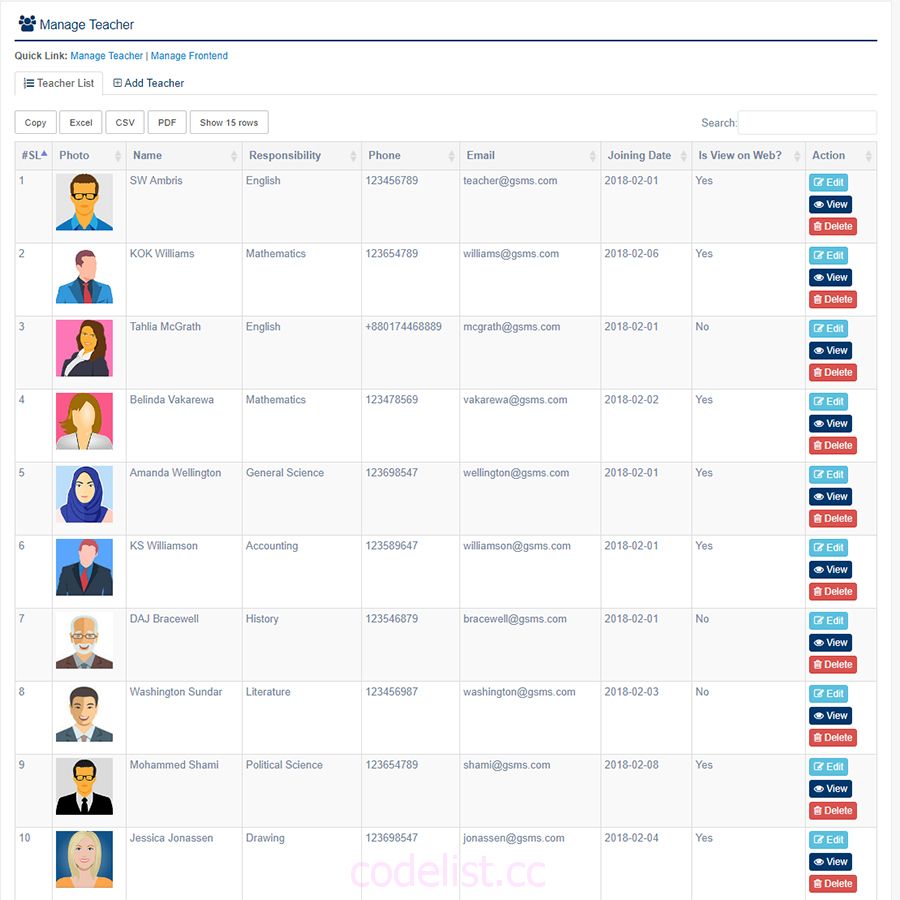 Manage Teacher
Quick Link: Manage Teacher | Manage Frontend
Teacher List Add Teacher
Copy Excel CSV PDF Show 15 rows Search:
#SL Photo Name Responsibility Phone Email Joining Date Is View on Web? Action
1 SW Ambris English 123456789 teacher@gsms.com 2018-02-01 Yes Edit
View
Delete
2 KOK Williams Mathematics 123654789 williams@gsms.com 2018-02-06 Yes Edit
View
Delete
3 Tahlia McGrath English +880174468889 mcgrath@gsms.com 2018-02-01 No Edit
View
Delete
4 Belinda Vakarewa Mathematics 123478569 vakarewa@gsms.com 2018-02-02 Yes Edit
View
Delete
5 Amanda Wellington General Science 123698547 wellington@gsms.com 2018-02-01 Yes Edit
View
Delete
6 KS Williamson Accounting 123589647 williamson@gsms.com 2018-02-01 Yes Edit
View
Delete
7 DAJ Bracewell History 123546879 bracewell@gsms.com 2018-02-01 No Edit
View
Delete
8 Washington Sundar Literature 123456987 washington@gsms.com 2018-02-03 No Edit
View
Delete
9 Mohammed Shami Political Science 123654789 shami@gsms.com 2018-02-08 Yes Edit
View
Delete
10 Jessica Jonassen Drawing 123698547 jonassen@gsms.com 2018-02-04 Yes Edit
View
Delete
codelist.cc